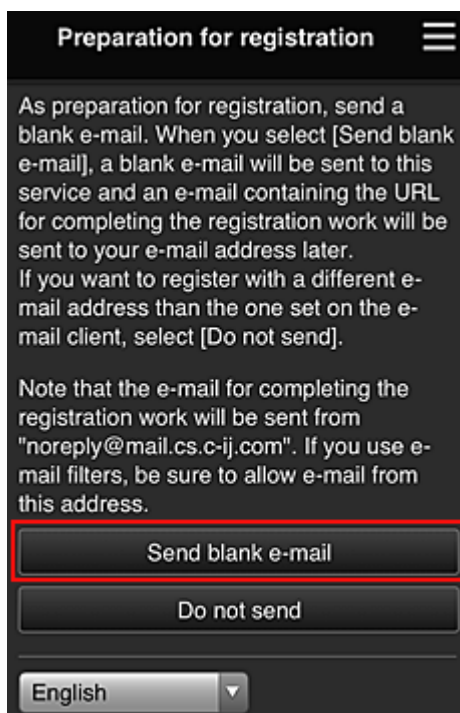 Preparation for registration
As preparation for registration, send a
blank e-mail. When you select [Send blank
e-mail], a blank e-mail will be sent to this
service and an e-mail containing the URL
for completing the registration work will be
sent to your e-mail address later.
If you want to register with a different e-
mail address than the one set on the e-
mail client, select [Do not send].
Note that the e-mail for completing the
registration work will be sent from
"noreply@mail.cs.c-ij.com". If you use e-
mail filters, be sure to allow e-mail from
this address.
Send blank e-mail
Do not send
English